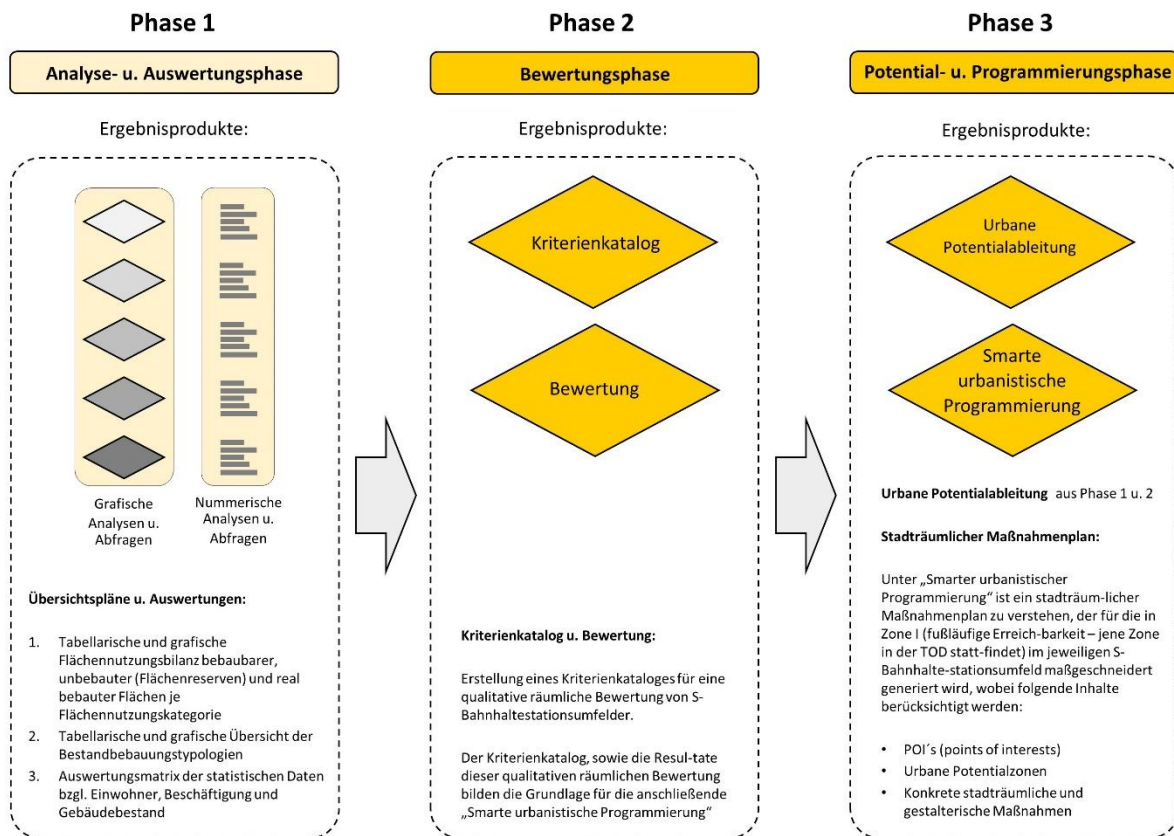 Phase 1
Analyse- u. Auswertungsphase
Ergebnisprodukte:
Grafische
Analysen u.
Abfragen
Nummerische
Analysen u.
Abfragen
Übersichtspläne u. Auswertungen:
1. Tabellarische und grafische
Flächennutzungsbilanz bebaubarer,
unbebauter (Flächenreserven) und real
bebauter Flächen je
Flächennutzungskategorie
2. Tabellarische und grafische Übersicht der
Bestandbebauungstypologien
3. Auswertungsmatrix der statistischen Daten
bzgl. Einwohner, Beschäftigung und
Gebäudebestand
Phase 2
Bewertungsphase
Ergebnisprodukte:
Kriterienkatalog
Bewertung
Kriterienkatalog u. Bewertung:
Erstellung eines Kriterienkataloges für eine
qualitative räumliche Bewertung von S-
Bahnhaltestationsumfelder.
Der Kriterienkatalog, sowie die Resul-tate
dieser qualitativen räumlichen Bewertung
bilden die Grundlage für die anschließende
„Smarte urbanistische Programmierung“
Phase 3
Potential- u. Programmierungsphase
Ergebnisprodukte:
Urbane
Potentialableitung
Smarte
urbanistische
Programmierung
Urbane Potentialableitung aus Phase 1 u. 2
Stadträumlicher Maßnahmenplan:
Unter „Smarter urbanistischer
Programmierung“ ist ein stadträum-licher
Maßnahmenplan zu verstehen, der für die in
Zone I (fußläufige Erreich-barkeit – jene Zone
in der TOD statt-findet) im jeweiligen S-
Bahnhalte-stationsumfeld maßgeschneidert
generiert wird, wobei folgende Inhalte
berücksichtigt werden:
• POI´s (points of interests)
• Urbane Potentialzonen
• Konkrete stadträumliche und
gestalterische Maßnahmen